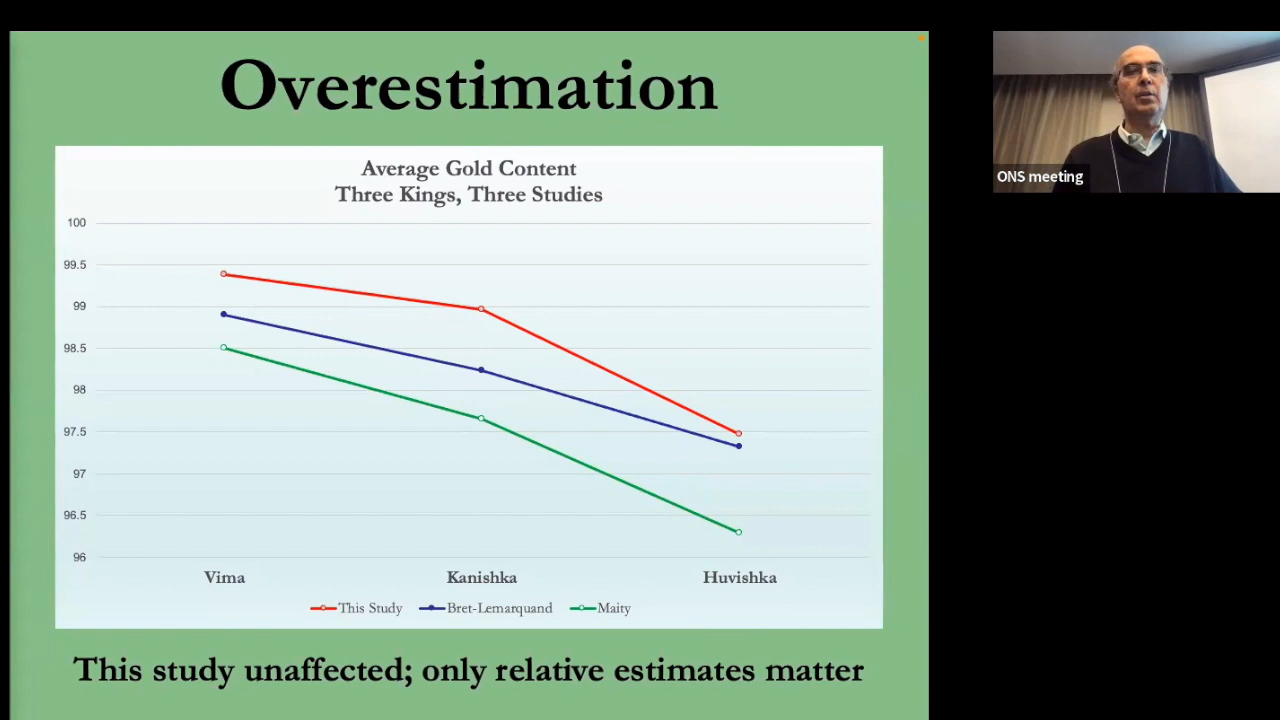 Overestimation
Average Gold Content
Three Kings, Three Studies
100
99.5
99
98.5
98
97.5
97
96.5
96
Vima Kanishka Huvishka
This Study Bret-Lemarquand Maity
This study unaffected; only relative estimates matter
ONS meeting